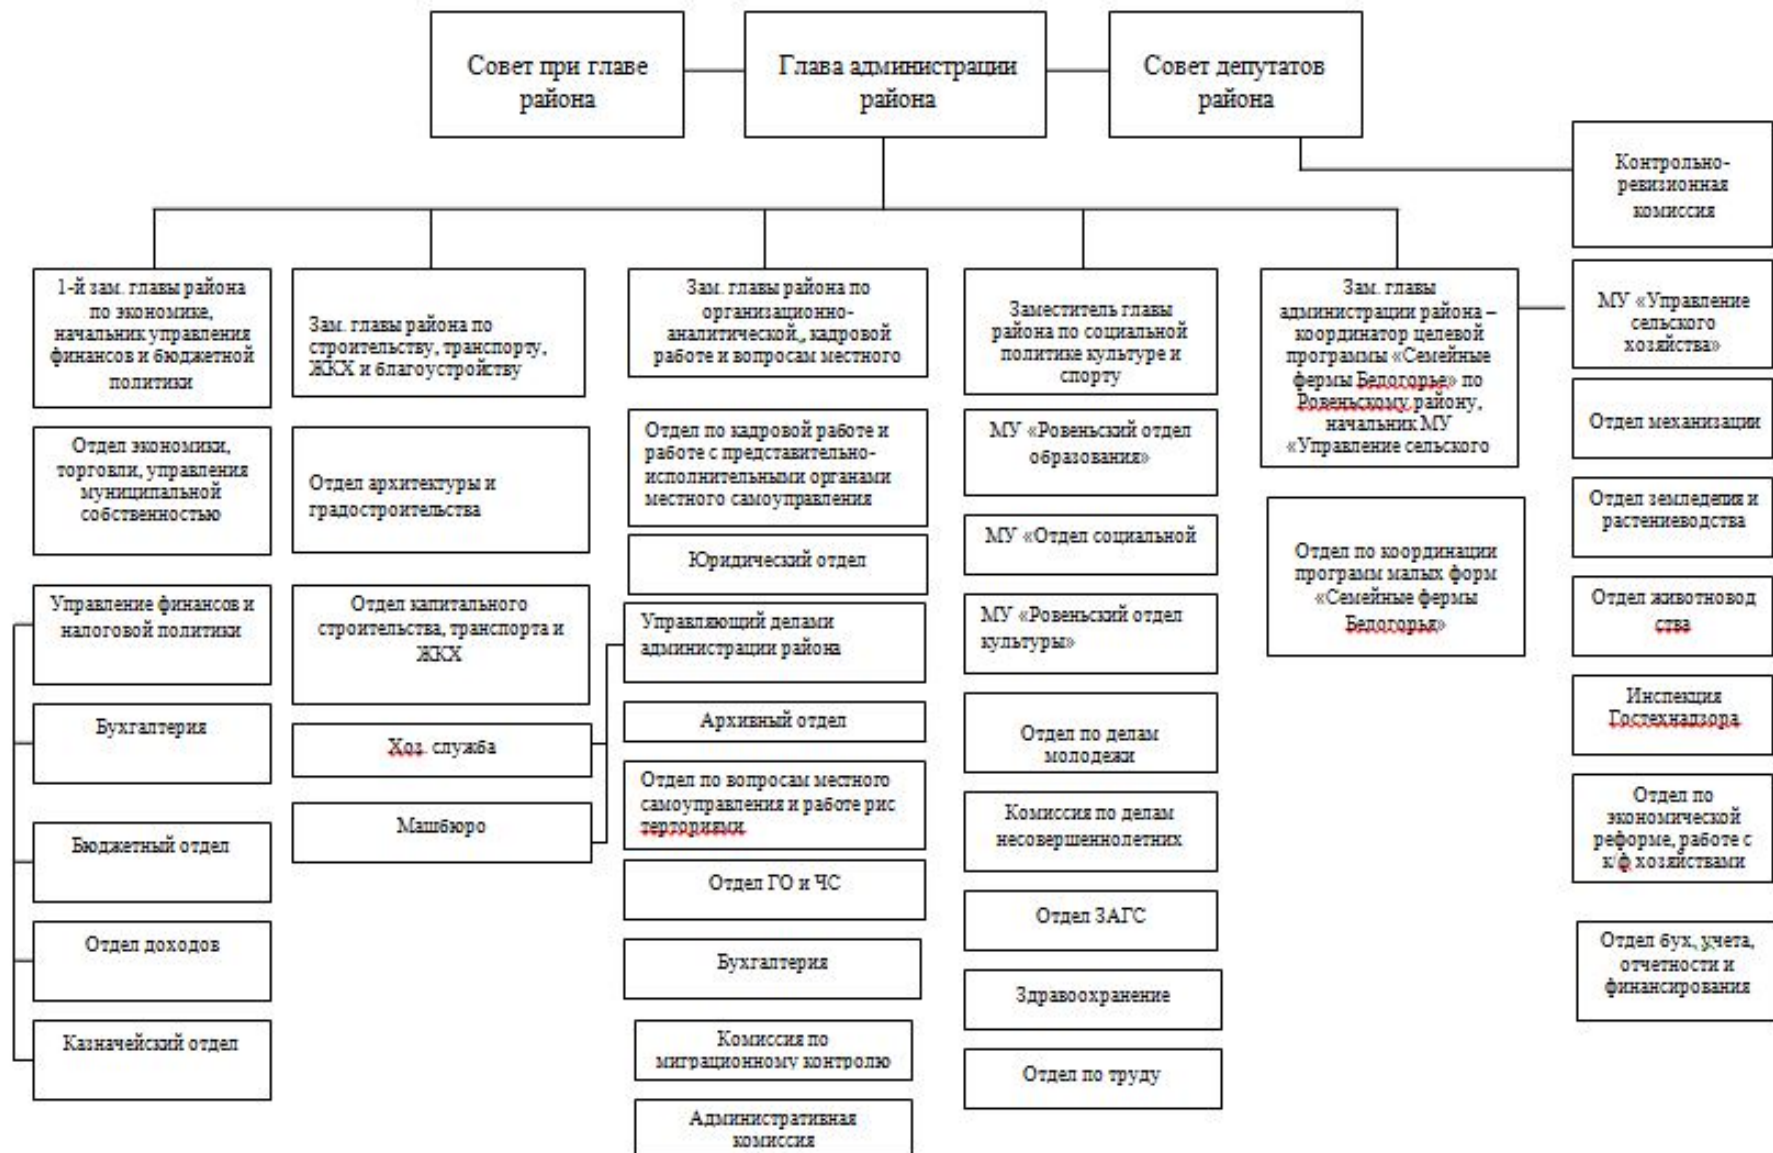 Совет при главе
района
Глава администрации
района
Совет депутатов
района
Контрольно-
ревизионная
комиссия
1-й зам. главы района
по экономике,
начальник управления
финансов и бюджетной
политики
Зам. главы района по
строительству, транспорту,
ЖКХ и благоустройству
Зам. главы района по
организационно-
аналитической,, кадровой
работе и вопросам местного
Заместитель главы
района по социальной
политике культуре и
спорту
Зам. главы
администрации района –
координатор целевой
программы «Семейные
фермы Белогорье» по
Ровеньскому району,
начальник МУ
«Управление сельского
МУ «Управление
сельского
хозяйства»
Отдел экономики,
торговли, управления
муниципальной
собственностью
Отдел архитектуры и
градостроительства
Отдел по кадровой работе и
работе с представительно-
исполнительными органами
местного самоуправления
МУ «Ровеньский отдел
образования»
Отдел механизации
Юридический отдел
МУ «Отдел социальной
Отдел по координации
программ малых форм
«Семейные фермы
Белогорья»
Отдел земледелия и
растениеводства
Управление финансов и
налоговой политики
Отдел капитального
строительства, транспорта и
ЖКХ
Управляющий делами
администрации района
МУ «Ровеньский отдел
культуры»
Отдел животновод
ства
Бухгалтерия
Хоз. служба
Архивный отдел
Отдел по делам
молодежи
Инспекция
Гостехнадзора
Бюджетный отдел
Машбюро
Отдел по вопросам местного
самоуправления и работе рис
терториями
Комиссия по делам
несовершеннолетних
Отдел по
экономической
реформе, работе с
к/ф хозяйствами
Отдел доходов
Отдел ГО и ЧС
Отдел ЗАГС
Отдел бух, учета,
отчетности и
финансирования
Казначейский отдел
Бухгалтерия
Здравоохранение
Комиссия по
миграционному контролю
Отдел по труду
Административная
комиссия